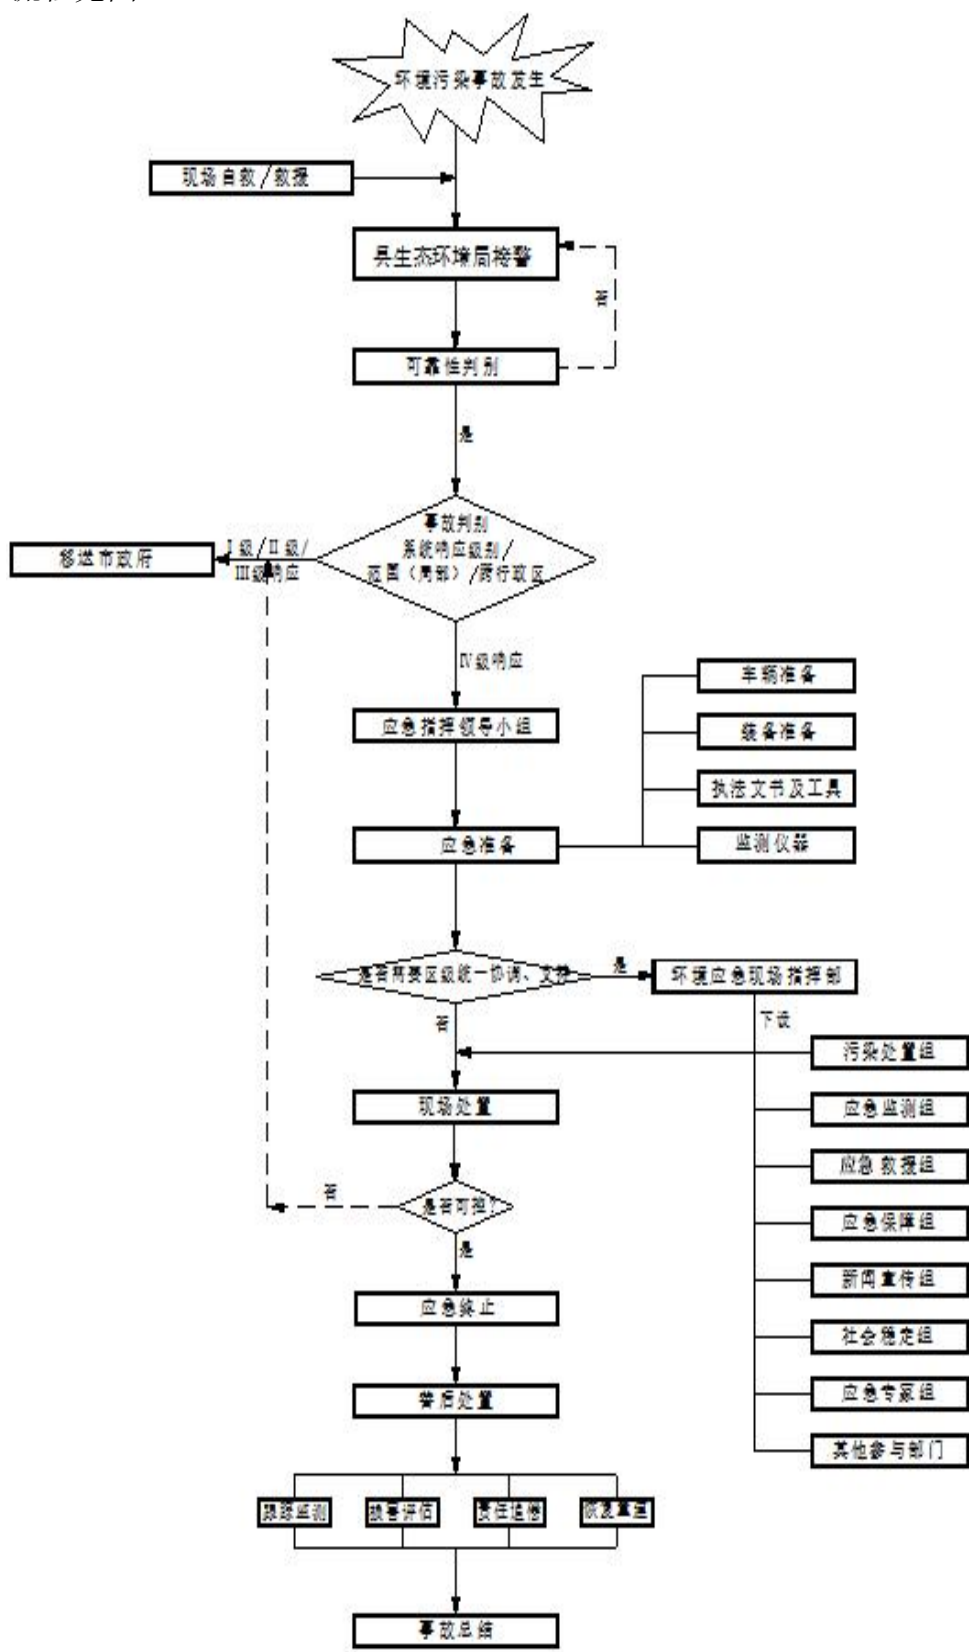 环境污染事故发生
现场自救/救援
县生态环境局接警
否
可靠性判别
是
事故判别
系统响应级别/
范围（局部）/跨行政区
Ⅰ级/Ⅱ级/
Ⅲ级响应
移送市政府
Ⅳ级响应
应急指挥领导小组
车辆准备
装备准备
执法文书及工具
监测仪器
应急准备
是否需要区级统一协调、支持
是
环境应急现场指挥部
否
下设
污染处置组
应急监测组
应急救援组
应急保障组
新闻宣传组
社会稳定组
应急专家组
其他参与部门
现场处置
是否可控？
否
是
应急终止
善后处置
跟踪监测
损害评估
责任追偿
恢复重建
事故总结